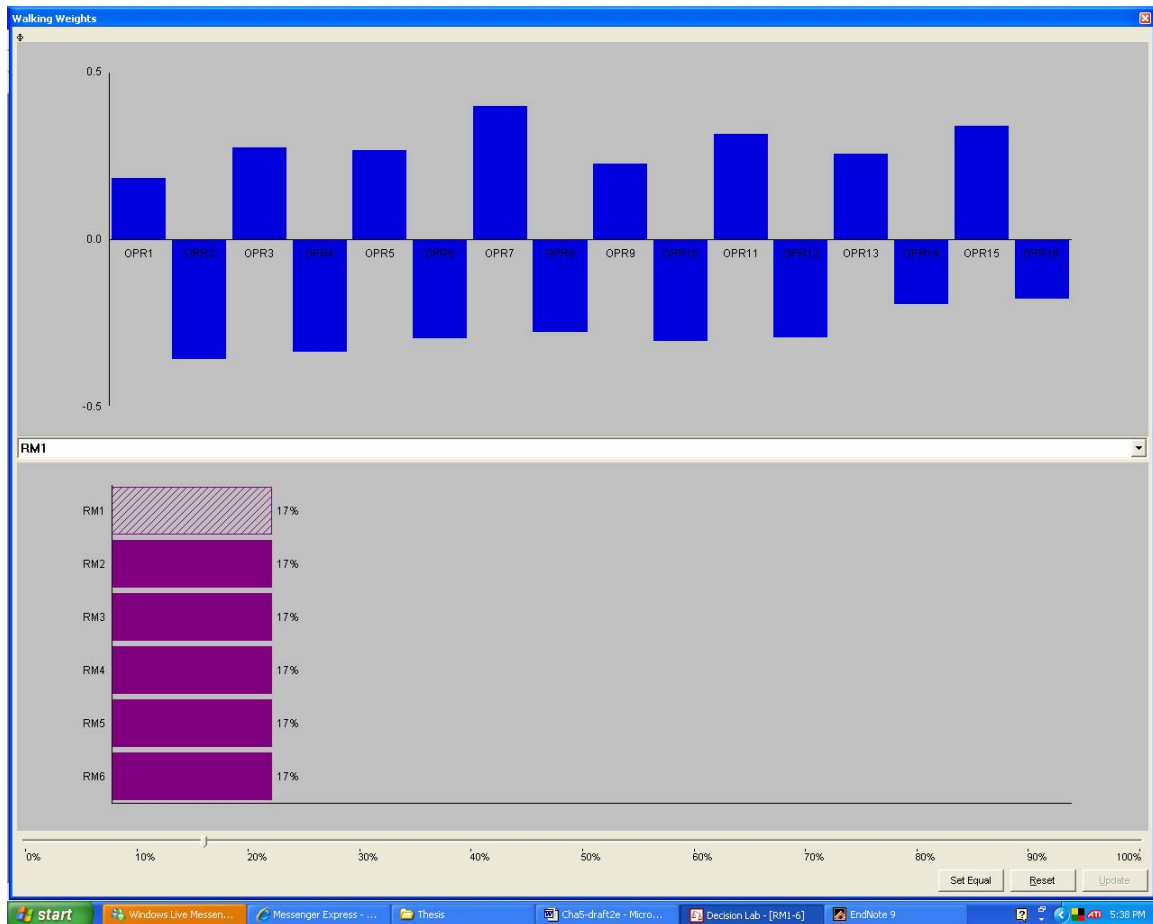 Walking Weights
Φ
0.5
0.0
OPR1 OPR2 OPR3 OPR4 OPR5 OPR6 OPR7 OPR8 OPR9 OPR10 OPR11 OPR12 OPR13 OPR14 OPR15 OPR16
-0.5
RM1
RM1 17%
RM2 17%
RM3 17%
RM4 17%
RM5 17%
RM6 17%
0% 10% 20% 30% 40% 50% 60% 70% 80% 90% 100%
Set Equal Reset Update
start Windows Live Messen... Messenger Express - ... Thesis Cha5-draft2e - Micro... Decision Lab - [RM1-6] EndNote 9 ATI 5:38 PM